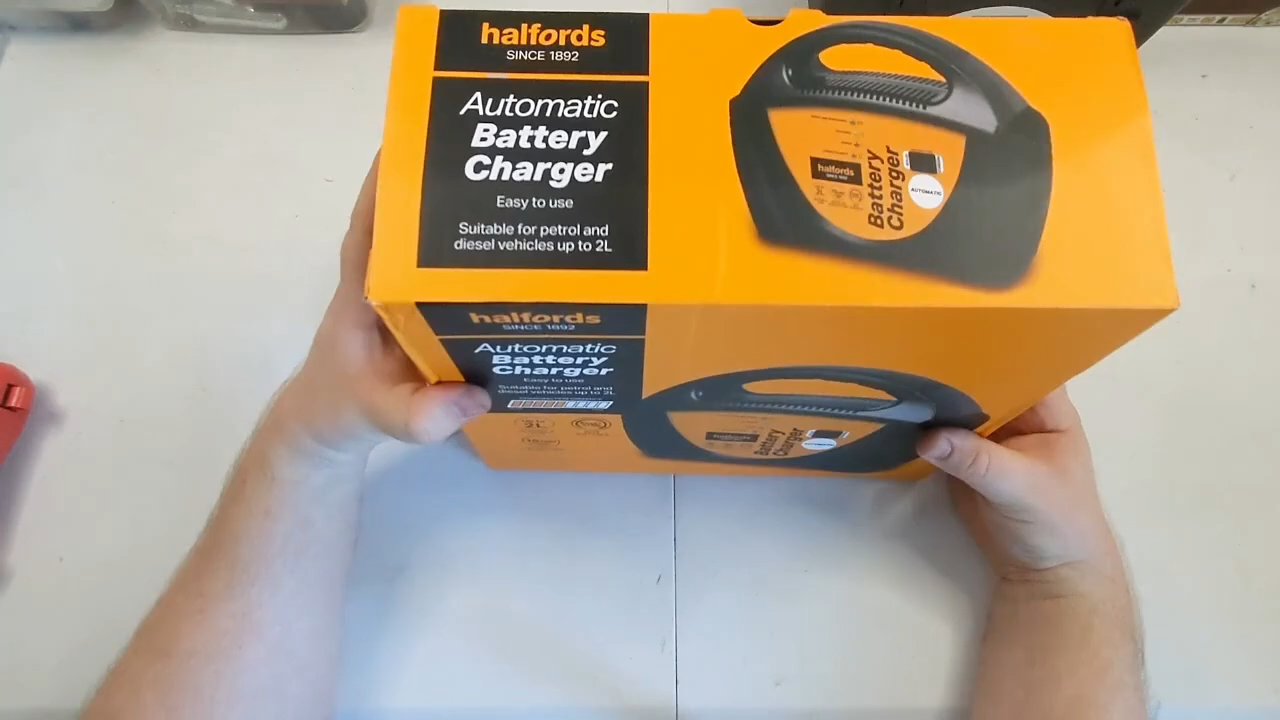 halfords
SINCE 1892
Automatic
Battery
Charger
Easy to use
Suitable for petrol and
diesel vehicles up to 2L
halfords
Battery
Charger
AUTOMATIC
halfords
SINCE 1892
Automatic
Battery
Charger
Easy to use
Suitable for petrol and
diesel vehicles up to 2L
2L
halfords
Battery
Charger